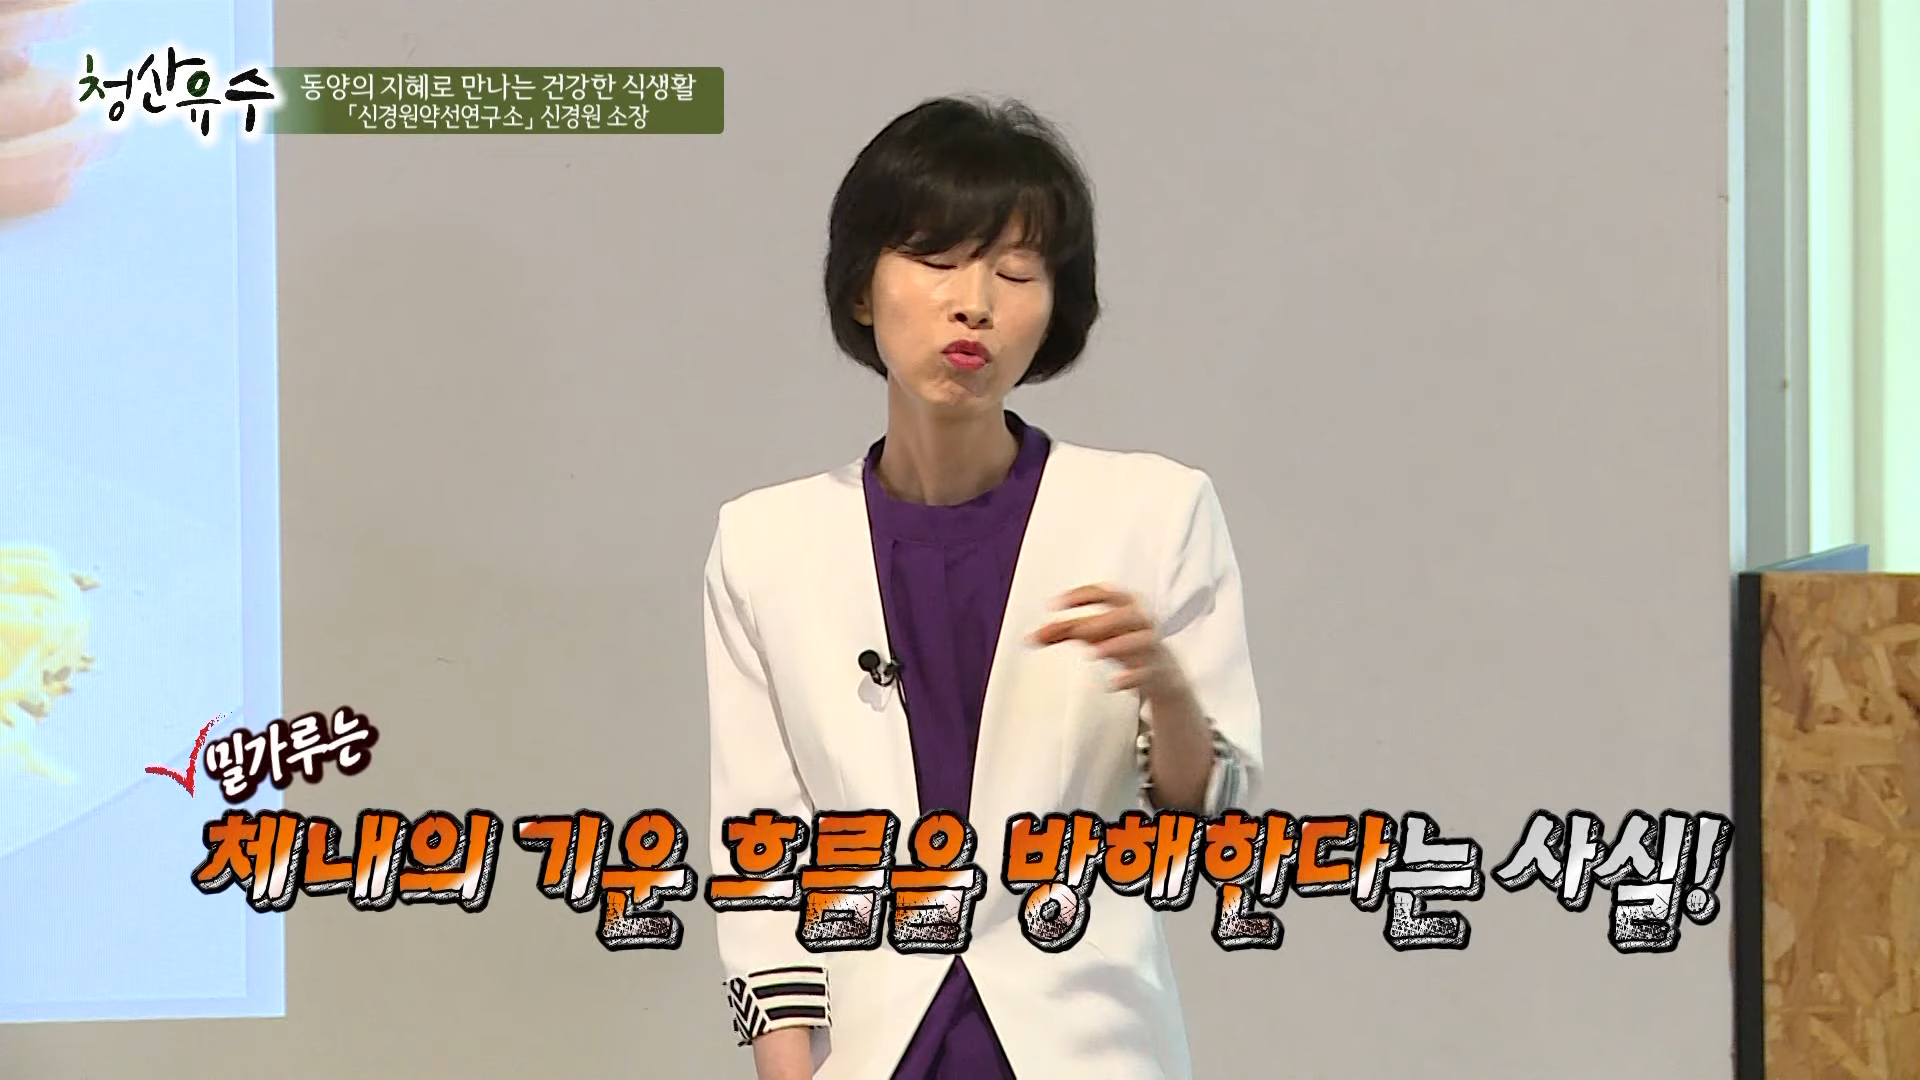 청산유수
동양의 지혜로 만나는 건강한 식생활
「신경원약선연구소」 신경원 소장
밀가루는
체내의 기운 흐름을 방해한다는 사실!